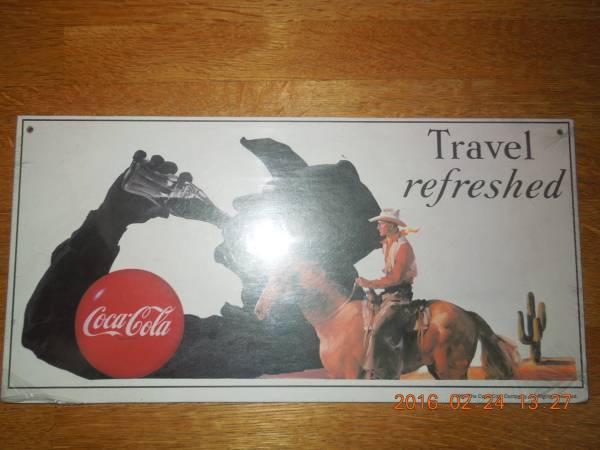 Travel
refreshed
Coca-Cola
2016 02 24 13:27